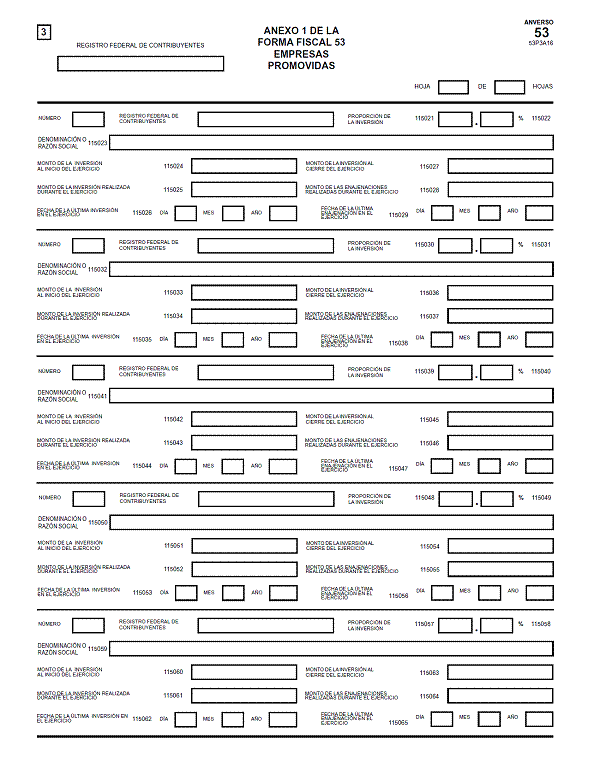 3
REGISTRO FEDERAL DE CONTRIBUYENTES
ANEXO 1 DE LA
FORMA FISCAL 53
EMPRESAS
PROMOVIDAS
ANVERSO
53
53P3A16
HOJA DE HOJAS
NÚMERO REGISTRO FEDERAL DE CONTRIBUYENTES PROPORCIÓN DE LA INVERSIÓN 115021 . % 115022
DENOMINACIÓN O RAZÓN SOCIAL 115023
MONTO DE LA INVERSIÓN AL INICIO DEL EJERCICIO 115024 MONTO DE LA INVERSIÓN AL CIERRE DEL EJERCICIO 115027
MONTO DE LA INVERSIÓN REALIZADA DURANTE EL EJERCICIO 115025 MONTO DE LAS ENAJENACIONES REALIZADAS DURANTE EL EJERCICIO 115028
FECHA DE LA ÚLTIMA INVERSIÓN EN EL EJERCICIO 115026 DÍA MES AÑO FECHA DE LA ÚLTIMA ENAJENACIÓN EN EL EJERCICIO 115029 DÍA MES AÑO
NÚMERO REGISTRO FEDERAL DE CONTRIBUYENTES PROPORCIÓN DE LA INVERSIÓN 115030 . % 115031
DENOMINACIÓN O RAZÓN SOCIAL 115032
MONTO DE LA INVERSIÓN AL INICIO DEL EJERCICIO 115033 MONTO DE LA INVERSIÓN AL CIERRE DEL EJERCICIO 115036
MONTO DE LA INVERSIÓN REALIZADA DURANTE EL EJERCICIO 115034 MONTO DE LAS ENAJENACIONES REALIZADAS DURANTE EL EJERCICIO 115037
FECHA DE LA ÚLTIMA INVERSIÓN EN EL EJERCICIO 115035 DÍA MES AÑO FECHA DE LA ÚLTIMA ENAJENACIÓN EN EL EJERCICIO 115038 DÍA MES AÑO
NÚMERO REGISTRO FEDERAL DE CONTRIBUYENTES PROPORCIÓN DE LA INVERSIÓN 115039 . % 115040
DENOMINACIÓN O RAZÓN SOCIAL 115041
MONTO DE LA INVERSIÓN AL INICIO DEL EJERCICIO 115042 MONTO DE LA INVERSIÓN AL CIERRE DEL EJERCICIO 115045
MONTO DE LA INVERSIÓN REALIZADA DURANTE EL EJERCICIO 115043 MONTO DE LAS ENAJENACIONES REALIZADAS DURANTE EL EJERCICIO 115046
FECHA DE LA ÚLTIMA INVERSIÓN EN EL EJERCICIO 115044 DÍA MES AÑO FECHA DE LA ÚLTIMA ENAJENACIÓN EN EL EJERCICIO 115047 DÍA MES AÑO
NÚMERO REGISTRO FEDERAL DE CONTRIBUYENTES PROPORCIÓN DE LA INVERSIÓN 115048 . % 115049
DENOMINACIÓN O RAZÓN SOCIAL 115050
MONTO DE LA INVERSIÓN AL INICIO DEL EJERCICIO 115051 MONTO DE LA INVERSIÓN AL CIERRE DEL EJERCICIO 115054
MONTO DE LA INVERSIÓN REALIZADA DURANTE EL EJERCICIO 115052 MONTO DE LAS ENAJENACIONES REALIZADAS DURANTE EL EJERCICIO 115055
FECHA DE LA ÚLTIMA INVERSIÓN EN EL EJERCICIO 115053 DÍA MES AÑO FECHA DE LA ÚLTIMA ENAJENACIÓN EN EL EJERCICIO 115056 DÍA MES AÑO
NÚMERO REGISTRO FEDERAL DE CONTRIBUYENTES PROPORCIÓN DE LA INVERSIÓN 115057 . % 115058
DENOMINACIÓN O RAZÓN SOCIAL 115059
MONTO DE LA INVERSIÓN AL INICIO DEL EJERCICIO 115060 MONTO DE LA INVERSIÓN AL CIERRE DEL EJERCICIO 115063
MONTO DE LA INVERSIÓN REALIZADA DURANTE EL EJERCICIO 115061 MONTO DE LAS ENAJENACIONES REALIZADAS DURANTE EL EJERCICIO 115064
FECHA DE LA ÚLTIMA INVERSIÓN EN EL EJERCICIO 115062 DÍA MES AÑO FECHA DE LA ÚLTIMA ENAJENACIÓN EN EL EJERCICIO 115065 DÍA MES AÑO